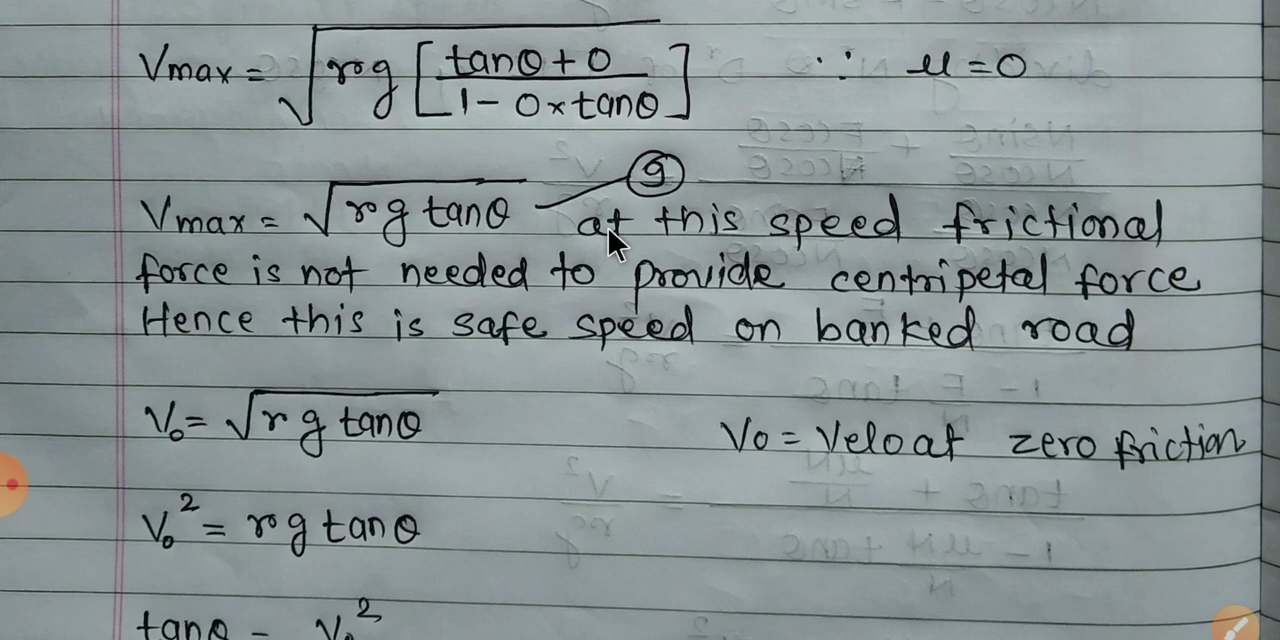 Vmax = √rg [tanθ + 0 / 1 - 0 x tanθ] ∵ μ = 0
9
Vmax = √rg tanθ at this speed frictional
force is not needed to provide centripetal force
Hence this is safe speed on banked road
V₀ = √rg tanθ V₀ = Velo at zero friction
V₀² = rg tanθ
tanθ = V₀²